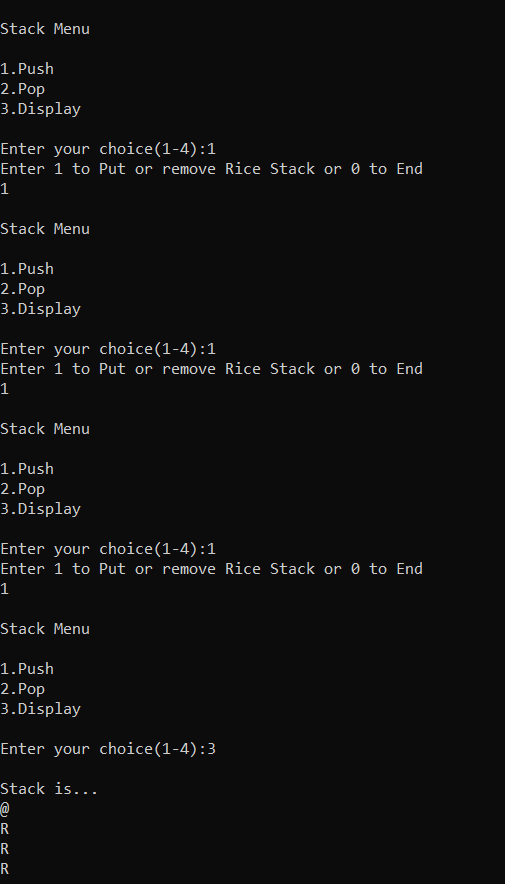 Stack Menu
1.Push
2.Pop
3.Display
Enter your choice(1-4):1
Enter 1 to Put or remove Rice Stack or 0 to End
1
Stack Menu
1.Push
2.Pop
3.Display
Enter your choice(1-4):1
Enter 1 to Put or remove Rice Stack or 0 to End
1
Stack Menu
1.Push
2.Pop
3.Display
Enter your choice(1-4):1
Enter 1 to Put or remove Rice Stack or 0 to End
1
Stack Menu
1.Push
2.Pop
3.Display
Enter your choice(1-4):3
Stack is...
@
R
R
R